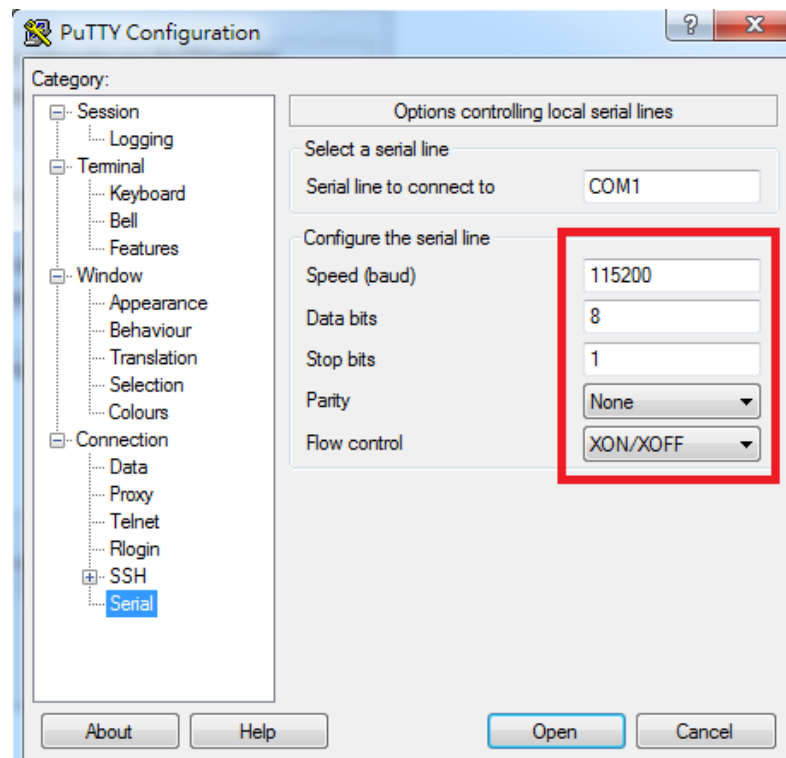 PuTTY Configuration
Category:
Session
Logging
Terminal
Keyboard
Bell
Features
Window
Appearance
Behaviour
Translation
Selection
Colours
Connection
Data
Proxy
Telnet
Rlogin
SSH
Serial
Options controlling local serial lines
Select a serial line
Serial line to connect to COM1
Configure the serial line
Speed (baud) 115200
Data bits 8
Stop bits 1
Parity None
Flow control XON/XOFF
About Help Open Cancel